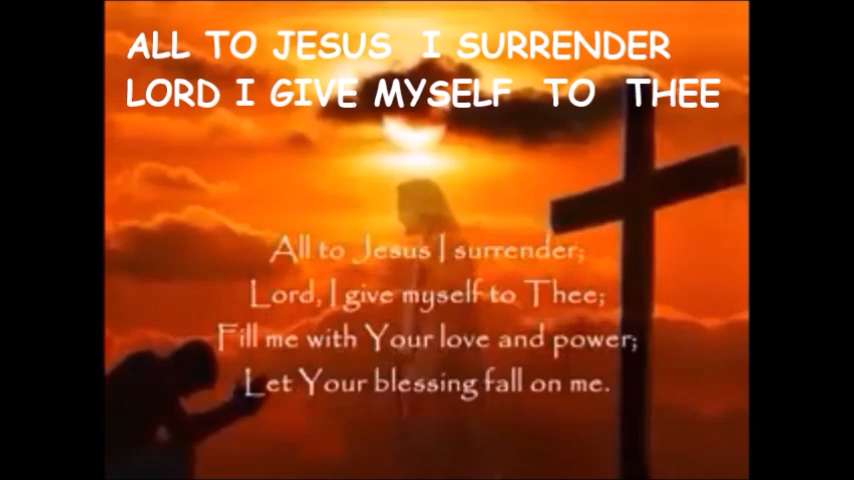 ALL TO JESUS I SURRENDER
LORD I GIVE MYSELF TO THEE
All to Jesus I surrender;
Lord, I give myself to Thee;
Fill me with Your love and power;
Let Your blessing fall on me.